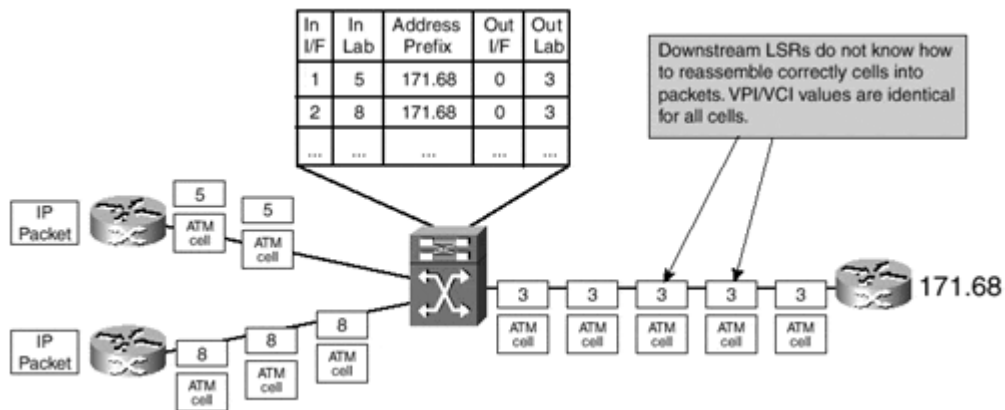 In I/F In Lab Address Prefix Out I/F Out Lab
1 5 171.68 0 3
2 8 171.68 0 3
... ... ... ... ...
Downstream LSRs do not know how
to reassemble correctly cells into
packets. VPI/VCI values are identical
for all cells.
IP
Packet
5
ATM
cell
5
ATM
cell
IP
Packet
8
ATM
cell
8
ATM
cell
8
ATM
cell
3
ATM
cell
3
ATM
cell
3
ATM
cell
3
ATM
cell
3
ATM
cell
171.68